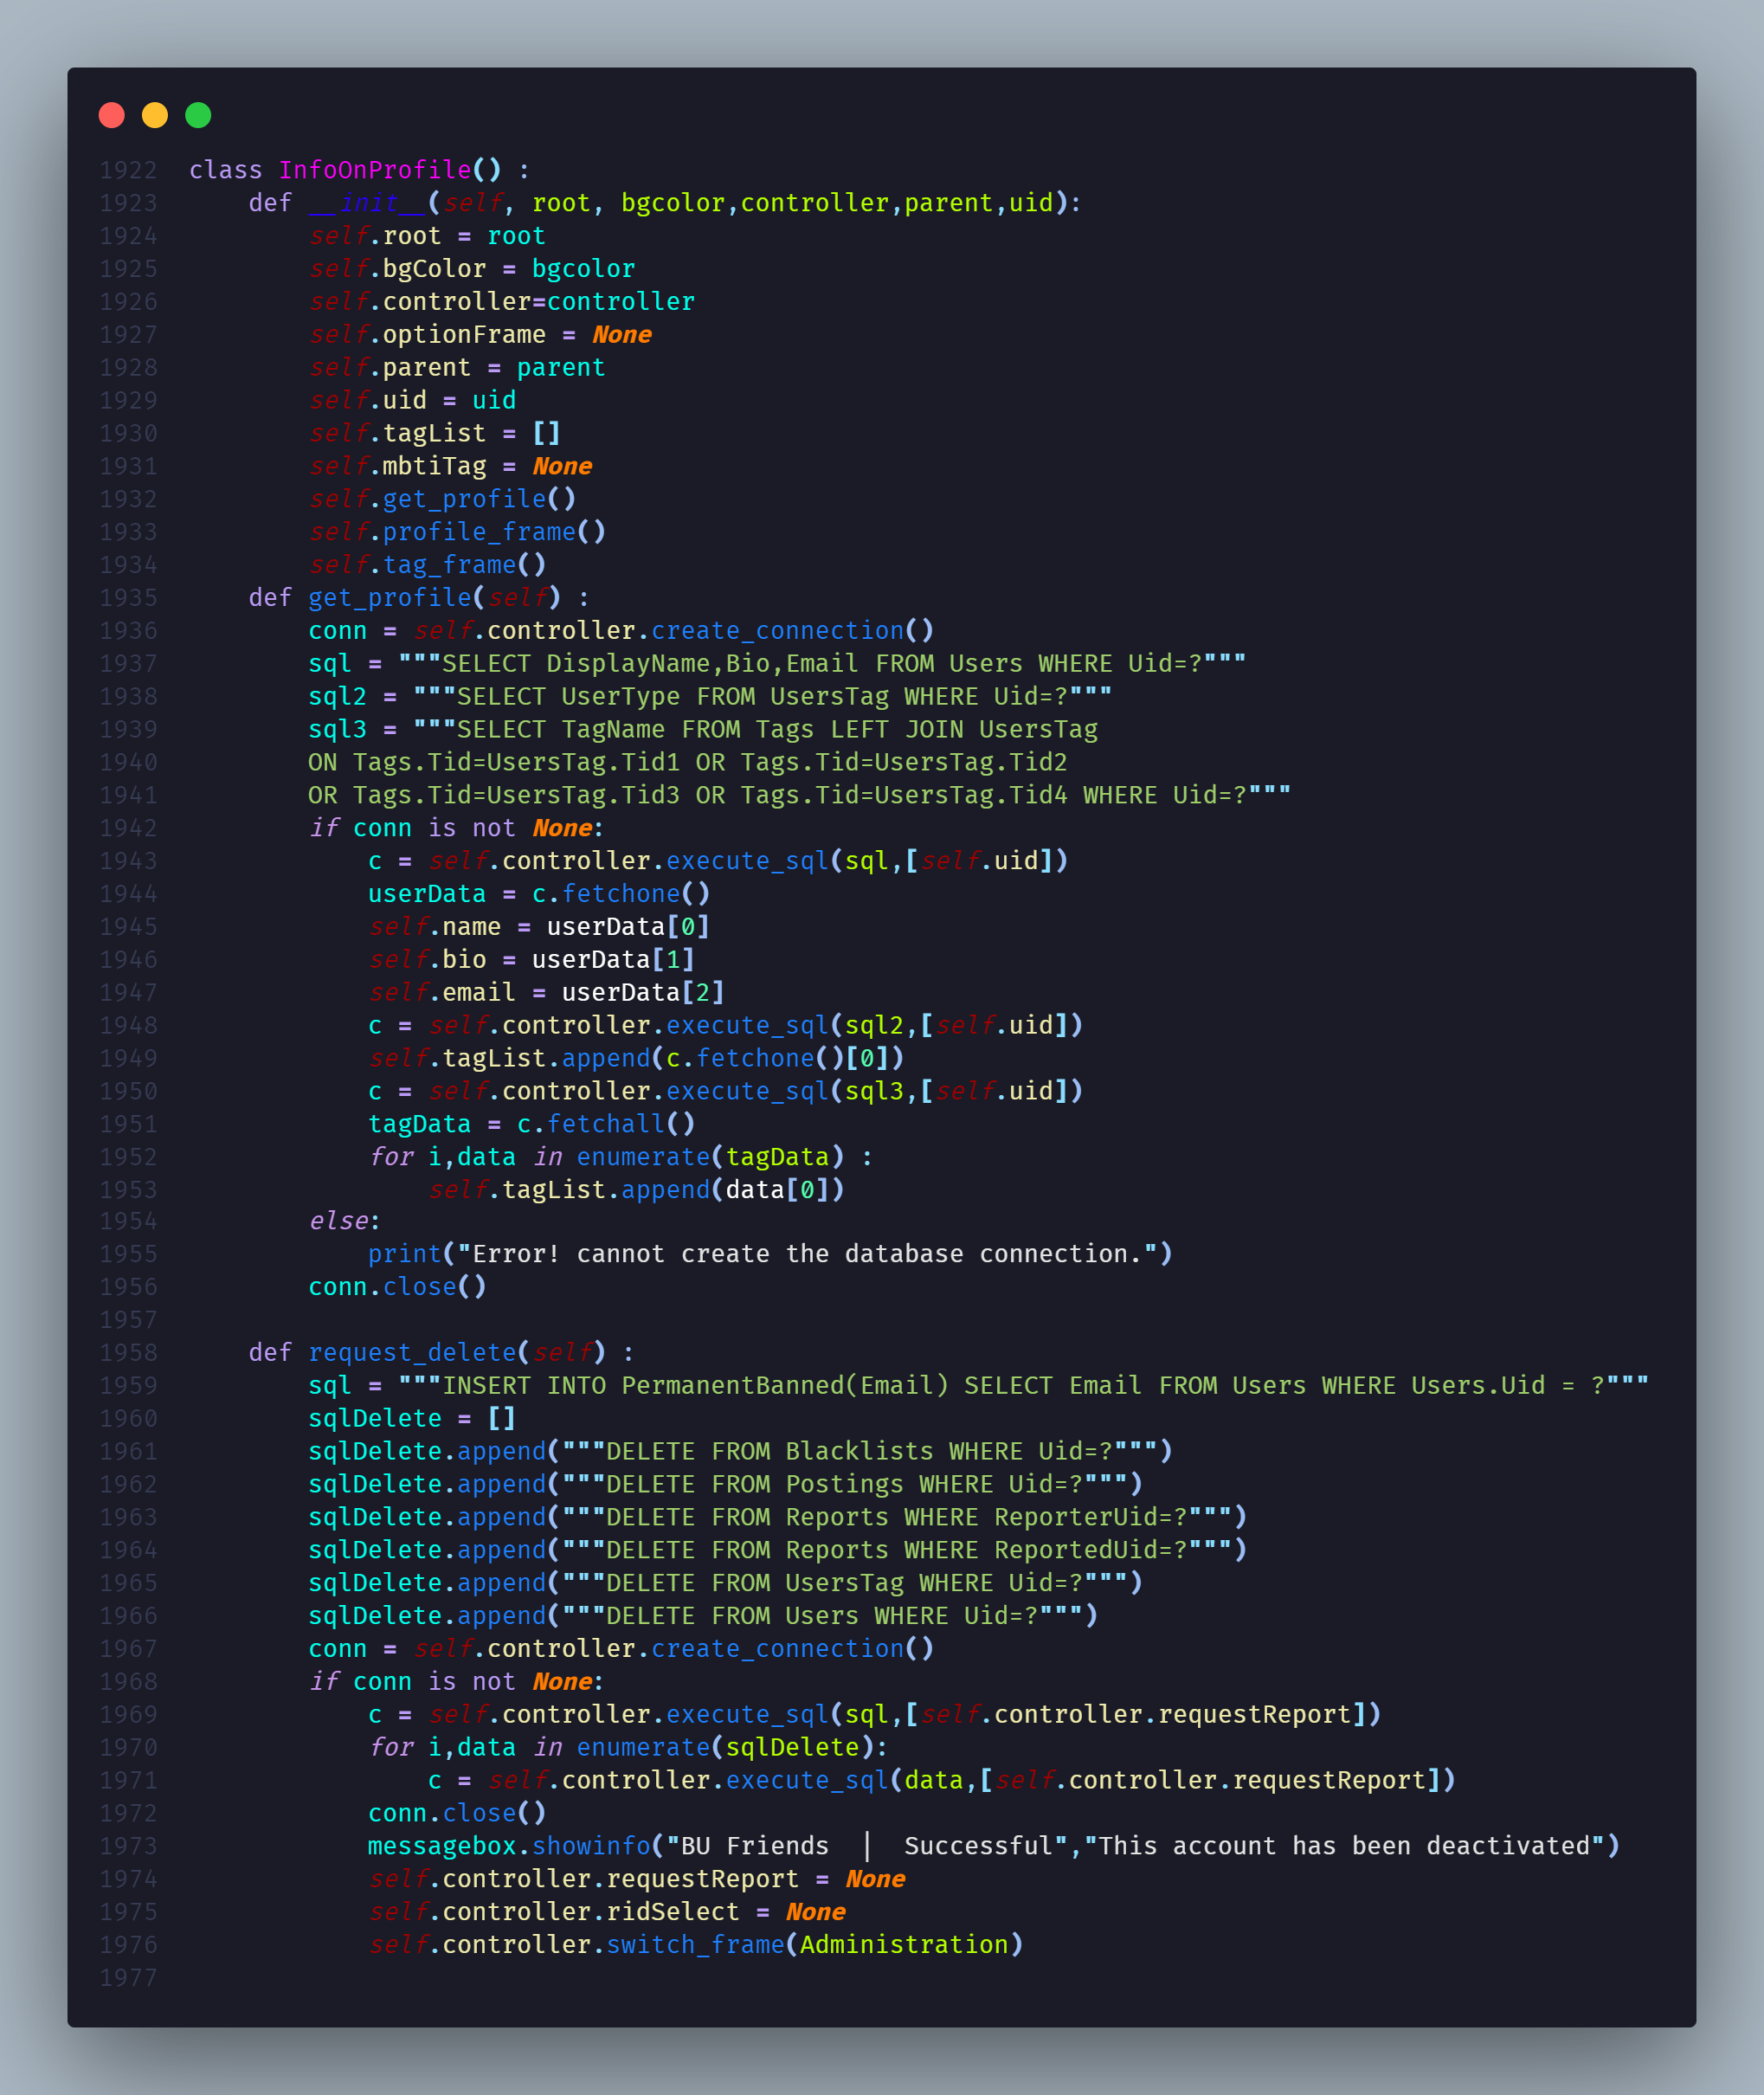 1922 class InfoOnProfile() :
1923     def __init__(self, root, bgcolor,controller,parent,uid):
1924         self.root = root
1925         self.bgColor = bgcolor
1926         self.controller=controller
1927         self.optionFrame = None
1928         self.parent = parent
1929         self.uid = uid
1930         self.tagList = []
1931         self.mbtiTag = None
1932         self.get_profile()
1933         self.profile_frame()
1934         self.tag_frame()
1935     def get_profile(self) :
1936         conn = self.controller.create_connection()
1937         sql = """SELECT DisplayName,Bio,Email FROM Users WHERE Uid=?"""
1938         sql2 = """SELECT UserType FROM UsersTag WHERE Uid=?"""
1939         sql3 = """SELECT TagName FROM Tags LEFT JOIN UsersTag
1940         ON Tags.Tid=UsersTag.Tid1 OR Tags.Tid=UsersTag.Tid2
1941         OR Tags.Tid=UsersTag.Tid3 OR Tags.Tid=UsersTag.Tid4 WHERE Uid=?"""
1942         if conn is not None:
1943             c = self.controller.execute_sql(sql,[self.uid])
1944             userData = c.fetchone()
1945             self.name = userData[0]
1946             self.bio = userData[1]
1947             self.email = userData[2]
1948             c = self.controller.execute_sql(sql2,[self.uid])
1949             self.tagList.append(c.fetchone()[0])
1950             c = self.controller.execute_sql(sql3,[self.uid])
1951             tagData = c.fetchall()
1952             for i,data in enumerate(tagData) :
1953                 self.tagList.append(data[0])
1954         else:
1955             print("Error! cannot create the database connection.")
1956         conn.close()
1957
1958     def request_delete(self) :
1959         sql = """INSERT INTO PermanentBanned(Email) SELECT Email FROM Users WHERE Users.Uid = ?"""
1960         sqlDelete = []
1961         sqlDelete.append("""DELETE FROM Blacklists WHERE Uid=?""")
1962         sqlDelete.append("""DELETE FROM Postings WHERE Uid=?""")
1963         sqlDelete.append("""DELETE FROM Reports WHERE ReporterUid=?""")
1964         sqlDelete.append("""DELETE FROM Reports WHERE ReportedUid=?""")
1965         sqlDelete.append("""DELETE FROM UsersTag WHERE Uid=?""")
1966         sqlDelete.append("""DELETE FROM Users WHERE Uid=?""")
1967         conn = self.controller.create_connection()
1968         if conn is not None:
1969             c = self.controller.execute_sql(sql,[self.controller.requestReport])
1970             for i,data in enumerate(sqlDelete):
1971                 c = self.controller.execute_sql(data,[self.controller.requestReport])
1972             conn.close()
1973             messagebox.showinfo("BU Friends  |  Successful","This account has been deactivated")
1974             self.controller.requestReport = None
1975             self.controller.ridSelect = None
1976             self.controller.switch_frame(Administration)
1977